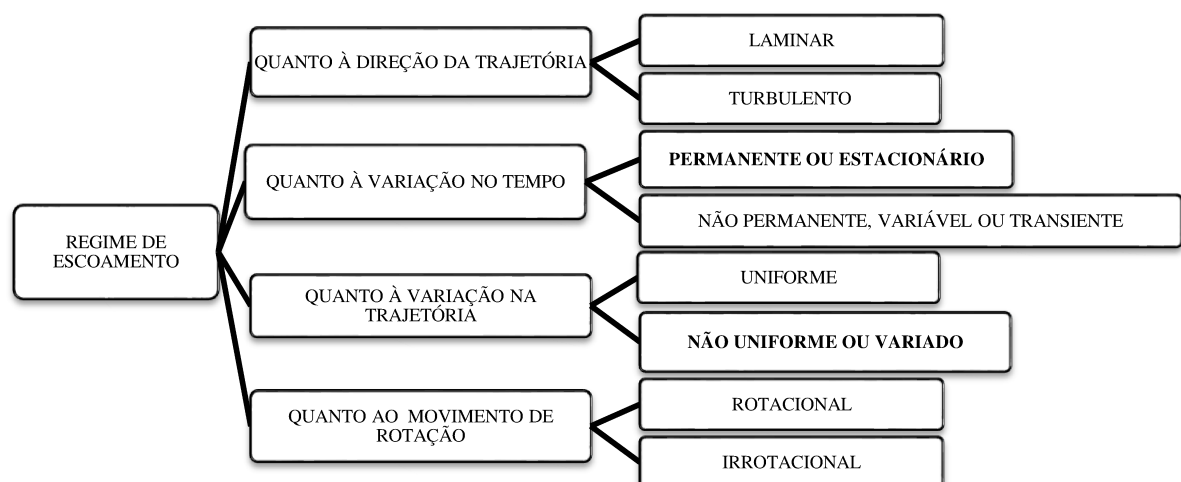 REGIME DE
ESCOAMENTO
QUANTO À DIREÇÃO DA TRAJETÓRIA
LAMINAR
TURBULENTO
QUANTO À VARIAÇÃO NO TEMPO
PERMANENTE OU ESTACIONÁRIO
NÃO PERMANENTE, VARIÁVEL OU TRANSIENTE
QUANTO À VARIAÇÃO NA
TRAJETÓRIA
UNIFORME
NÃO UNIFORME OU VARIADO
QUANTO AO MOVIMENTO DE
ROTAÇÃO
ROTACIONAL
IRROTACIONAL